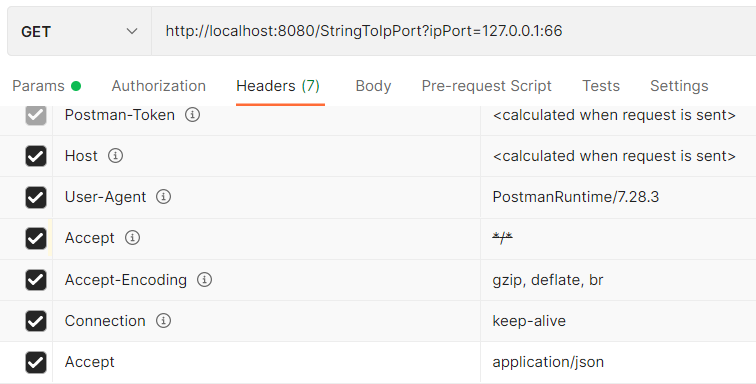 GET http://localhost:8080/StringToIpPort?ipPort=127.0.0.1:66
Params Authorization Headers (7) Body Pre-request Script Tests Settings
Postman-Token <calculated when request is sent>
Host <calculated when request is sent>
User-Agent PostmanRuntime/7.28.3
Accept */*
Accept-Encoding gzip, deflate, br
Connection keep-alive
Accept application/json